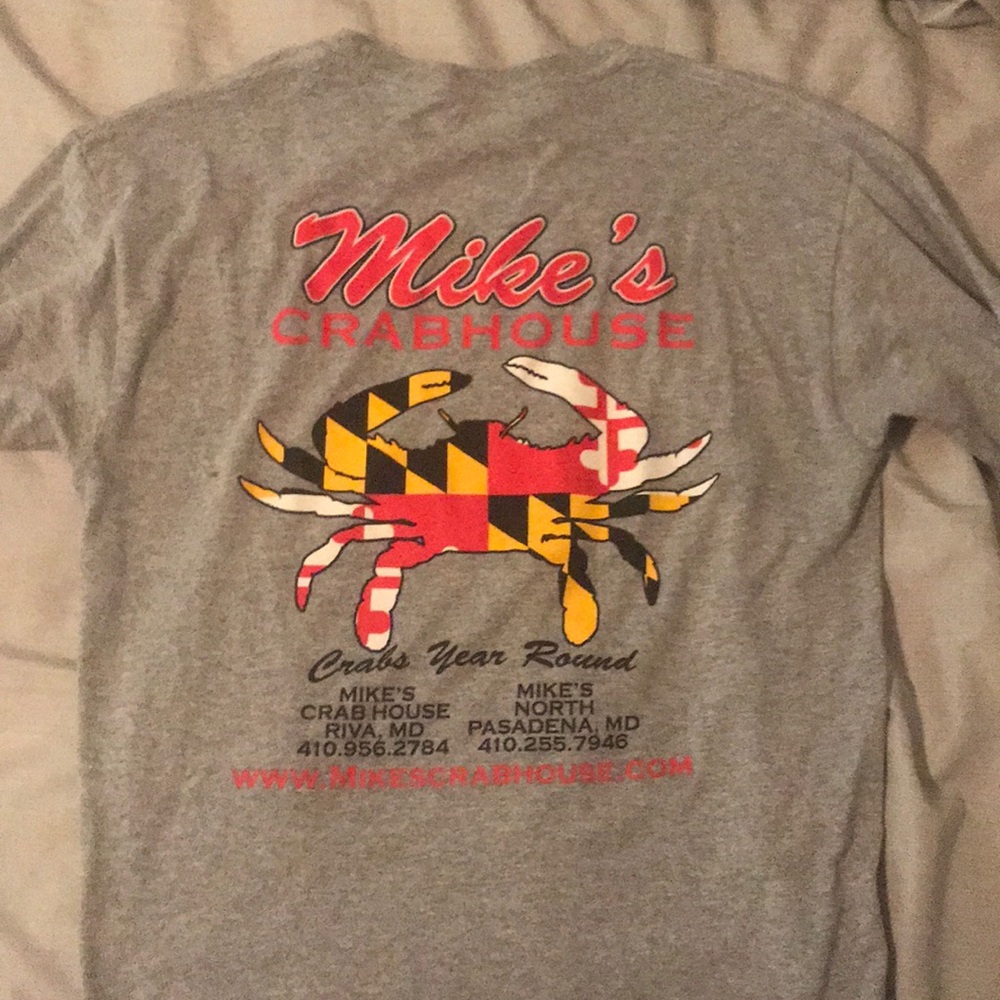 Mike's
CRABHOUSE
Crabs Year Round
MIKE'S
CRAB HOUSE
RIVA, MD
410.956.2784
MIKE'S
NORTH
PASADENA, MD
410.255.7946
WWW.MIKESCRABHOUSE.COM